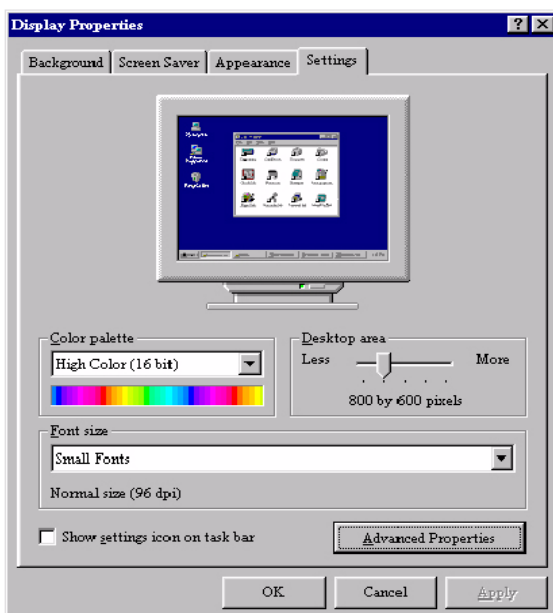 Display Properties
Background Screen Saver Appearance Settings
Color palette
High Color (16 bit)
Desktop area
Less More
800 by 600 pixels
Font size
Small Fonts
Normal size (96 dpi)
Show settings icon on task bar
Advanced Properties
OK Cancel Apply